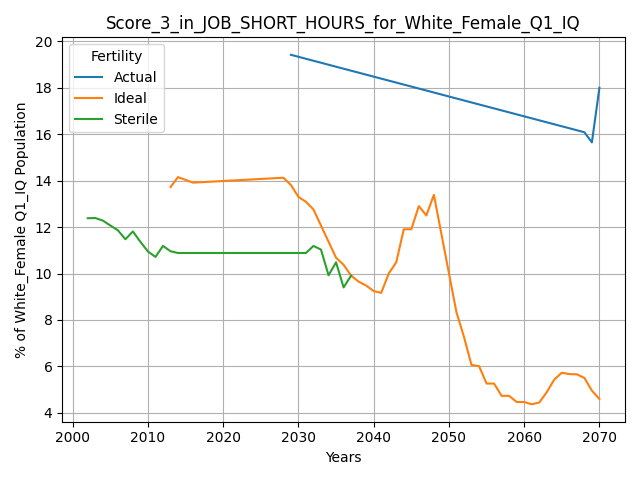 Score_3_in_JOB_SHORT_HOURS_for_White_Female_Q1_IQ
Fertility
Actual
Ideal
Sterile
% of White_Female Q1_IQ Population
20
18
16
14
12
10
8
6
4
2000 2010 2020 2030 2040 2050 2060 2070
Years